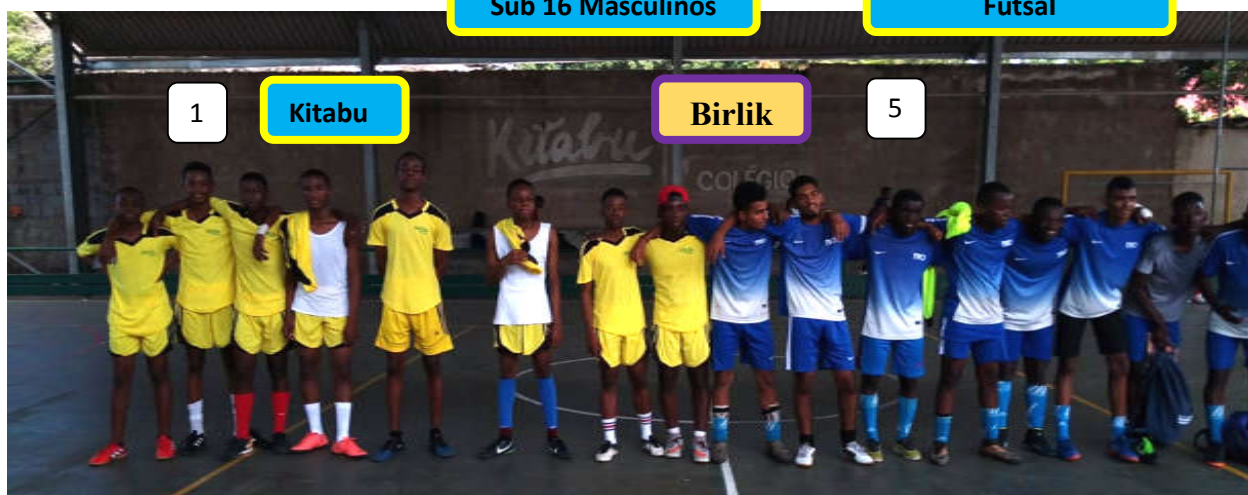 Sub 16 Masculinos
Futsal
1
Kitabu
Birlik
5
Kitabu
COLÉGIO